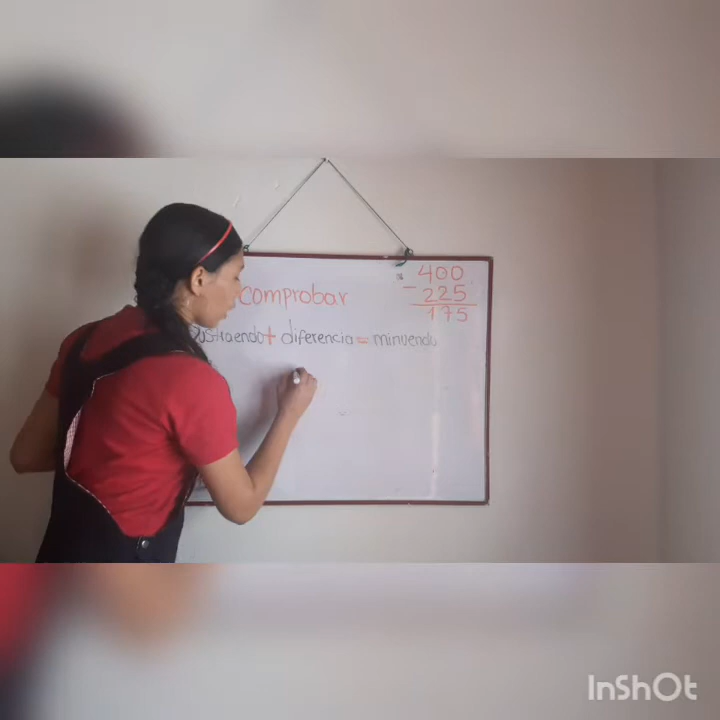 comprobar
400
- 225
175
sustraendo + diferencia = minuendo
InShOt